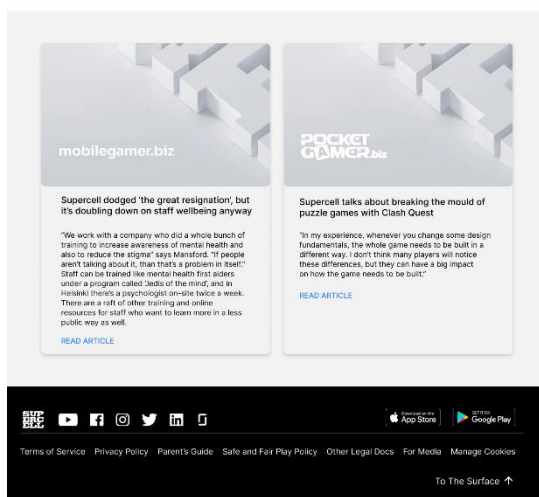 mobilegamer.biz
Supercell dodged 'the great resignation', but
it's doubling down on staff wellbeing anyway
"We work with a company who did a whole bunch of
training to increase awareness of mental health and
also to reduce the stigma" says Mansford. "If people
aren't talking about it, than that's a problem in itself."
Staff can be trained like mental health first aiders
under a program called 'Jedis of the mind', and in
Helsinki there's a psychologist on-site twice a week.
There are a raft of other training and online
resources for staff who want to learn more in a less
public way as well.
READ ARTICLE
POCKET
GAMER.biz
Supercell talks about breaking the mould of
puzzle games with Clash Quest
"In my experience, whenever you change some design
fundamentals, the whole game needs to be built in a
different way. I don't think many players will notice
these differences, but they can have a big impact
on how the game needs to be built."
READ ARTICLE
SUP
ERC
ELL
Download on the
App Store
GET IT ON
Google Play
Terms of Service Privacy Policy Parent's Guide Safe and Fair Play Policy Other Legal Docs For Media Manage Cookies
To The Surface